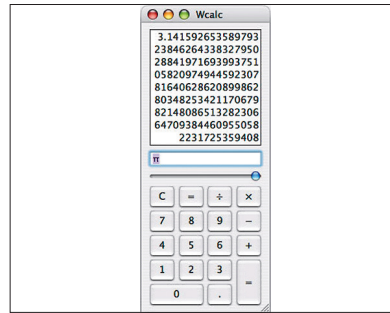 Wcalc
3.141592653589793
23846264338327950
28841971693993751
05820974944592307
81640628620899862
80348253421170679
82148086513282306
64709384460955058
2231725359408
π
C = ÷ ×
7 8 9 −
4 5 6 +
1 2 3 =
0 .